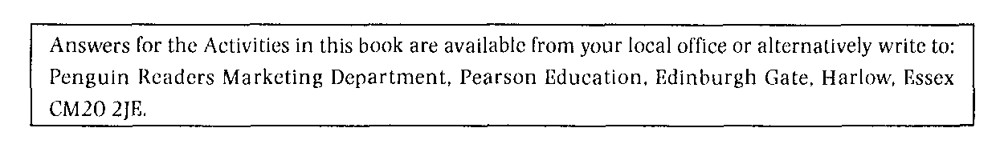 Answers for the Activities in this book are available from your local office or alternatively write to:
Penguin Readers Marketing Department, Pearson Education, Edinburgh Gate, Harlow, Essex
CM20 2JE.